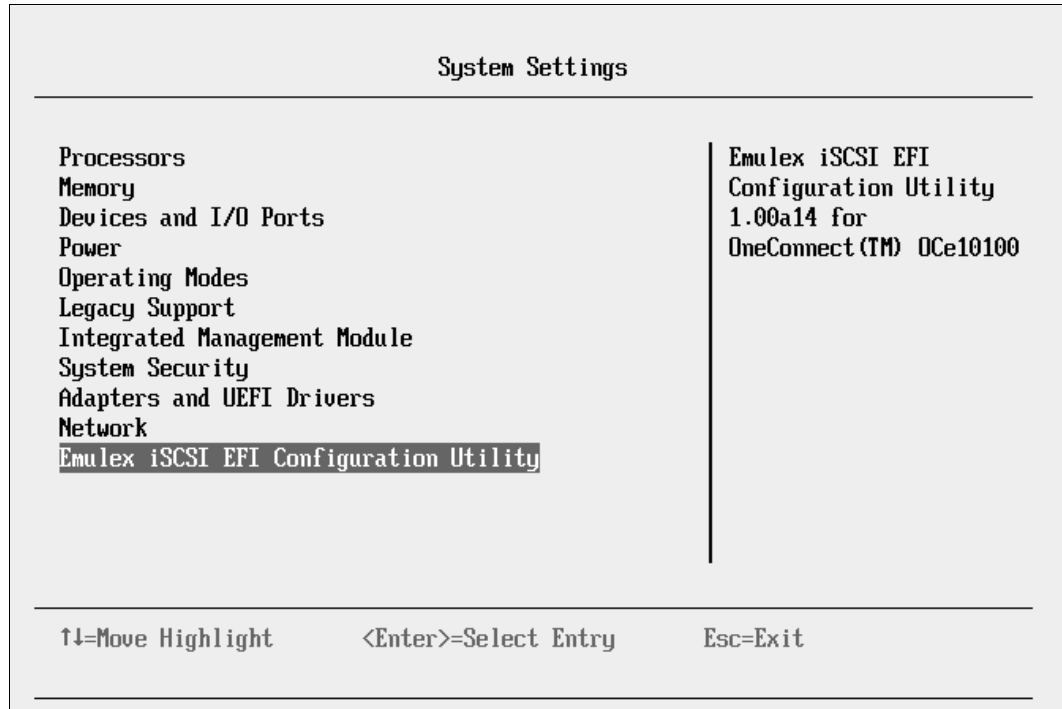 System Settings
Processors
Memory
Devices and I/O Ports
Power
Operating Modes
Legacy Support
Integrated Management Module
System Security
Adapters and UEFI Drivers
Network
Emulex iSCSI EFI Configuration Utility
Emulex iSCSI EFI
Configuration Utility
1.00a14 for
OneConnect(TM) OCe10100
↑↓=Move Highlight <Enter>=Select Entry Esc=Exit